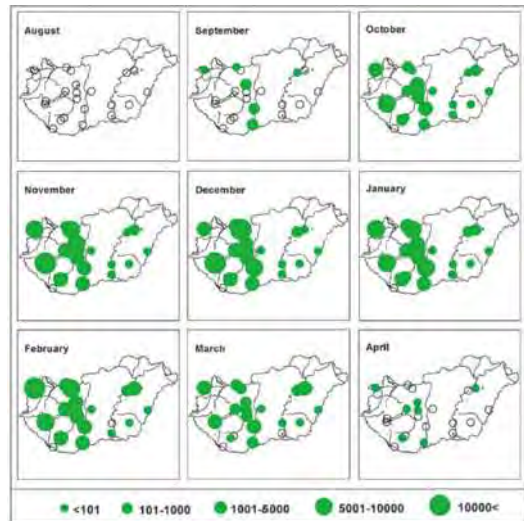 August
September
October
November
December
January
February
March
April
<101
101-1000
1001-5000
5001-10000
10000<